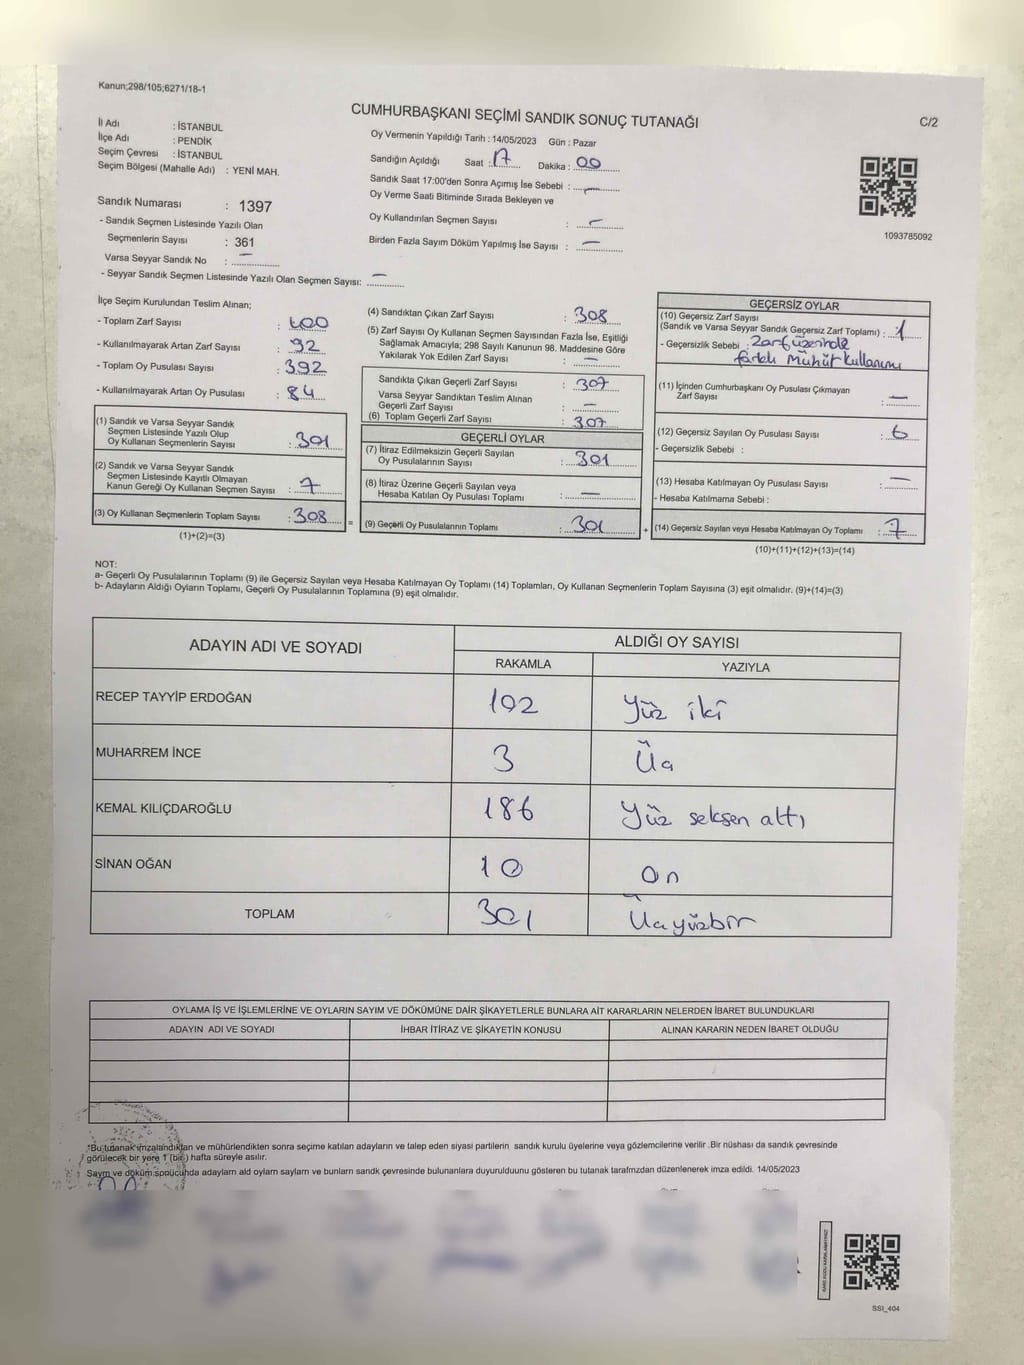 Kanun;298/105;6271/18-1
CUMHURBAŞKANI SEÇİMİ SANDIK SONUÇ TUTANAĞI
C/2
İl Adı : İSTANBUL
İlçe Adı : PENDİK
Seçim Çevresi : İSTANBUL
Seçim Bölgesi (Mahalle Adı) : YENİ MAH.
Sandık Numarası : 1397
- Sandık Seçmen Listesinde Yazılı Olan
Seçmenlerin Sayısı : 361
Varsa Seyyar Sandık No : —
- Seyyar Sandık Seçmen Listesinde Yazılı Olan Seçmen Sayısı: —
Oy Vermenin Yapıldığı Tarih : 14/05/2023 Gün : Pazar
Sandığın Açıldığı Saat : 17 Dakika : 00
Sandık Saat 17:00'den Sonra Açımış İse Sebebi : —
Oy Verme Saati Bitiminde Sırada Bekleyen ve
Oy Kullandırılan Seçmen Sayısı : —
Birden Fazla Sayım Döküm Yapılmış İse Sayısı : —
1093785092
İlçe Seçim Kurulundan Teslim Alınan;
- Toplam Zarf Sayısı : 400
- Kullanılmayarak Artan Zarf Sayısı : 92
- Toplam Oy Pusulası Sayısı : 392
- Kullanılmayarak Artan Oy Pusulası : 84
(1) Sandık ve Varsa Seyyar Sandık
Seçmen Listesinde Yazılı Olup
Oy Kullanan Seçmenlerin Sayısı : 301
(2) Sandık ve Varsa Seyyar Sandık
Seçmen Listesinde Kayıtlı Olmayan
Kanun Gereği Oy Kullanan Seçmen Sayısı : 7
(3) Oy Kullanan Seçmenlerin Toplam Sayısı : 308
(1)+(2)=(3)
=
(4) Sandıktan Çıkan Zarf Sayısı : 308
(5) Zarf Sayısı Oy Kullanan Seçmen Sayısından Fazla İse, Eşitliği
Sağlamak Amacıyla; 298 Sayılı Kanunun 98. Maddesine Göre
Yakılarak Yok Edilen Zarf Sayısı : —
Sandıkta Çıkan Geçerli Zarf Sayısı : 307
Varsa Seyyar Sandıktan Teslim Alınan
Geçerli Zarf Sayısı : —
(6) Toplam Geçerli Zarf Sayısı : 307
GEÇERLİ OYLAR
(7) İtiraz Edilmeksizin Geçerli Sayılan
Oy Pusulalarının Sayısı : 301
(8) İtiraz Üzerine Geçerli Sayılan veya
Hesaba Katılan Oy Pusulası Toplamı : —
(9) Geçerli Oy Pusulalarının Toplamı : 301
+
GEÇERSİZ OYLAR
(10) Geçersiz Zarf Sayısı
(Sandık ve Varsa Seyyar Sandık Geçersiz Zarf Toplamı) : 1
- Geçersizlik Sebebi : Zarf üzerinde
farklı Mühür kullanımı
(11) İçinden Cumhurbaşkanı Oy Pusulası Çıkmayan
Zarf Sayısı : —
(12) Geçersiz Sayılan Oy Pusulası Sayısı : 6
- Geçersizlik Sebebi :
(13) Hesaba Katılmayan Oy Pusulası Sayısı : —
- Hesaba Katılmama Sebebi :
(14) Geçersiz Sayılan veya Hesaba Katılmayan Oy Toplamı : 7
(10)+(11)+(12)+(13)=(14)
NOT:
a- Geçerli Oy Pusulalarının Toplamı (9) ile Geçersiz Sayılan veya Hesaba Katılmayan Oy Toplamı (14) Toplamları, Oy Kullanan Seçmenlerin Toplam Sayısına (3) eşit olmalıdır. (9)+(14)=(3)
b- Adayların Aldığı Oyların Toplamı, Geçerli Oy Pusulalarının Toplamına (9) eşit olmalıdır.
ADAYIN ADI VE SOYADI
ALDIĞI OY SAYISI
RAKAMLA YAZIYLA
RECEP TAYYİP ERDOĞAN 102 Yüz iki
MUHARREM İNCE 3 Üç
KEMAL KILIÇDAROĞLU 186 Yüz seksen altı
SİNAN OĞAN 10 On
TOPLAM 301 Üçyüzbir
OYLAMA İŞ VE İŞLEMLERİNE VE OYLARIN SAYIM VE DÖKÜMÜNE DAİR ŞİKAYETLERLE BUNLARA AİT KARARLARIN NELERDEN İBARET BULUNDUKLARI
ADAYIN ADI VE SOYADI İHBAR İTİRAZ VE ŞİKAYETİN KONUSU ALINAN KARARIN NEDEN İBARET OLDUĞU
*Bu tutanak imzalandıktan ve mühürlendikten sonra seçime katılan adayların ve talep eden siyasi partilerin sandık kurulu üyelerine veya gözlemcilerine verilir .Bir nüshası da sandık çevresinde
görülecek bir yere 1 (bir) hafta süreyle asılır.
Saym ve döküm spoucuhda adaylarn ald oylarn saylarn ve bunlarn sandk çevresinde bulunanlara duyurulduunu gösteren bu tutanak tarafmzdan düzenlenerek imza edildi. 14/05/2023
SSI_404